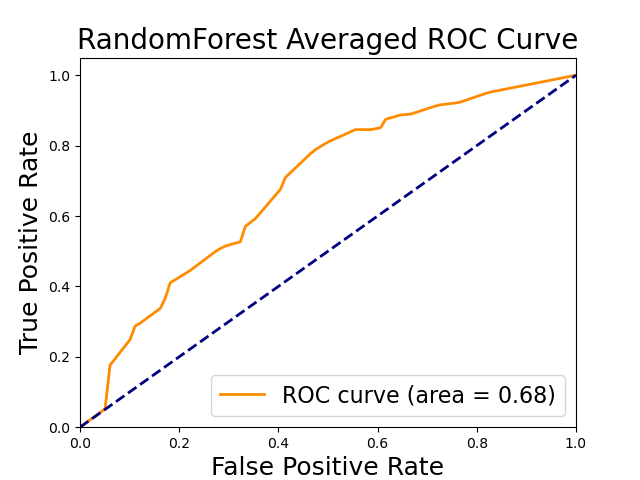 RandomForest Averaged ROC Curve
True Positive Rate
1.0
0.8
0.6
0.4
0.2
0.0
ROC curve (area = 0.68)
0.0 0.2 0.4 0.6 0.8 1.0
False Positive Rate